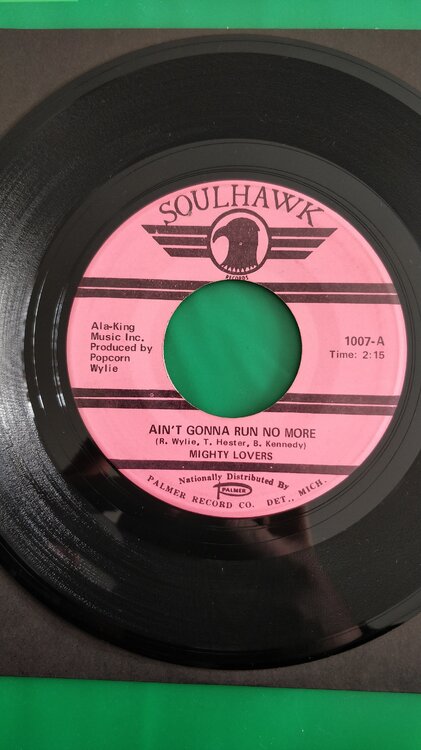 SOULHAWK
RECORDS
Ala-King
Music Inc.
Produced by
Popcorn
Wylie
1007-A
Time: 2:15
AIN'T GONNA RUN NO MORE
(R. Wylie, T. Hester, B. Kennedy)
MIGHTY LOVERS
Nationally Distributed By
PALMER
PALMER RECORD CO. DET., MICH.